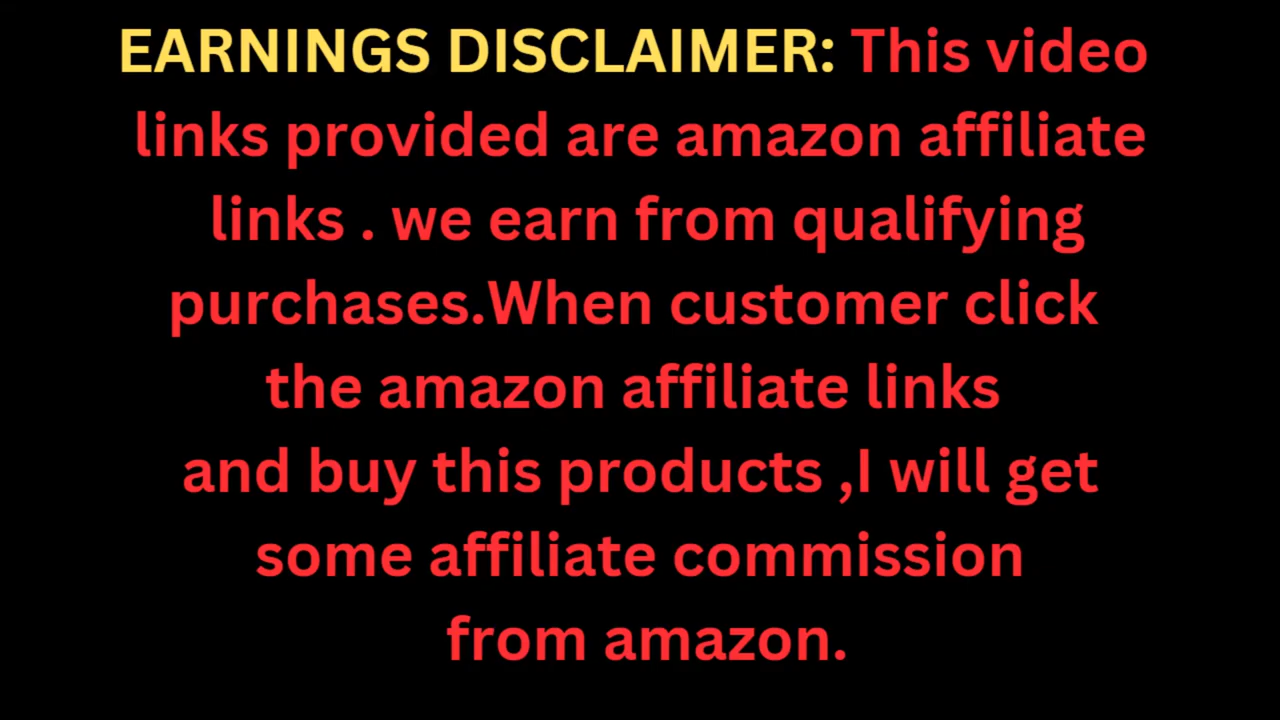 EARNINGS DISCLAIMER: This video
links provided are amazon affiliate
links . we earn from qualifying
purchases.When customer click
the amazon affiliate links
and buy this products ,I will get
some affiliate commission
from amazon.